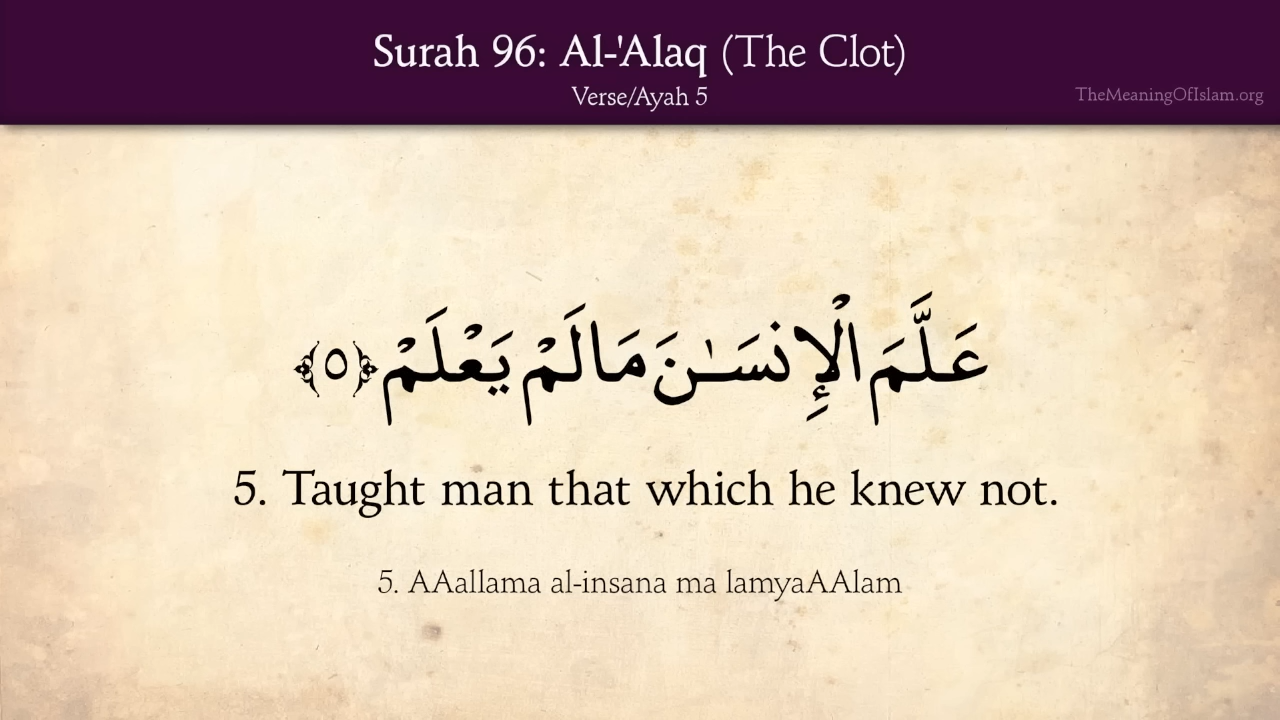 Surah 96: Al-'Alaq (The Clot)
Verse/Ayah 5
TheMeaningOfIslam.org
عَلَّمَ الْإِنسَـٰنَ مَا لَمْ يَعْلَمْ ﴿٥﴾
5. Taught man that which he knew not.
5. AAallama al-insana ma lamyaAAlam